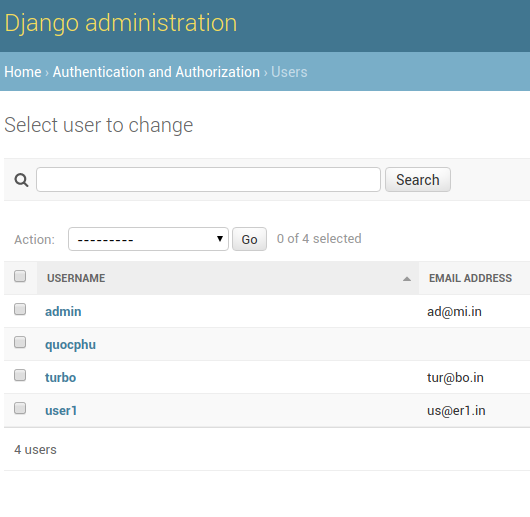 Django administration
Home › Authentication and Authorization › Users
Select user to change
Search
Action: --------- Go 0 of 4 selected
USERNAME EMAIL ADDRESS
admin ad@mi.in
quocphu
turbo tur@bo.in
user1 us@er1.in
4 users